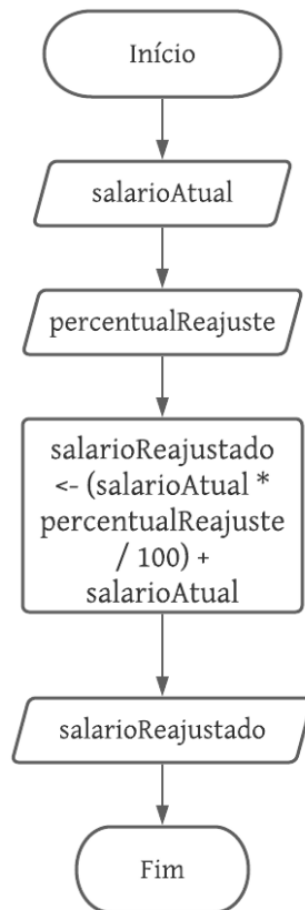 Início
salarioAtual
percentualReajuste
salarioReajustado
<- (salarioAtual *
percentualReajuste
/ 100) +
salarioAtual
salarioReajustado
Fim